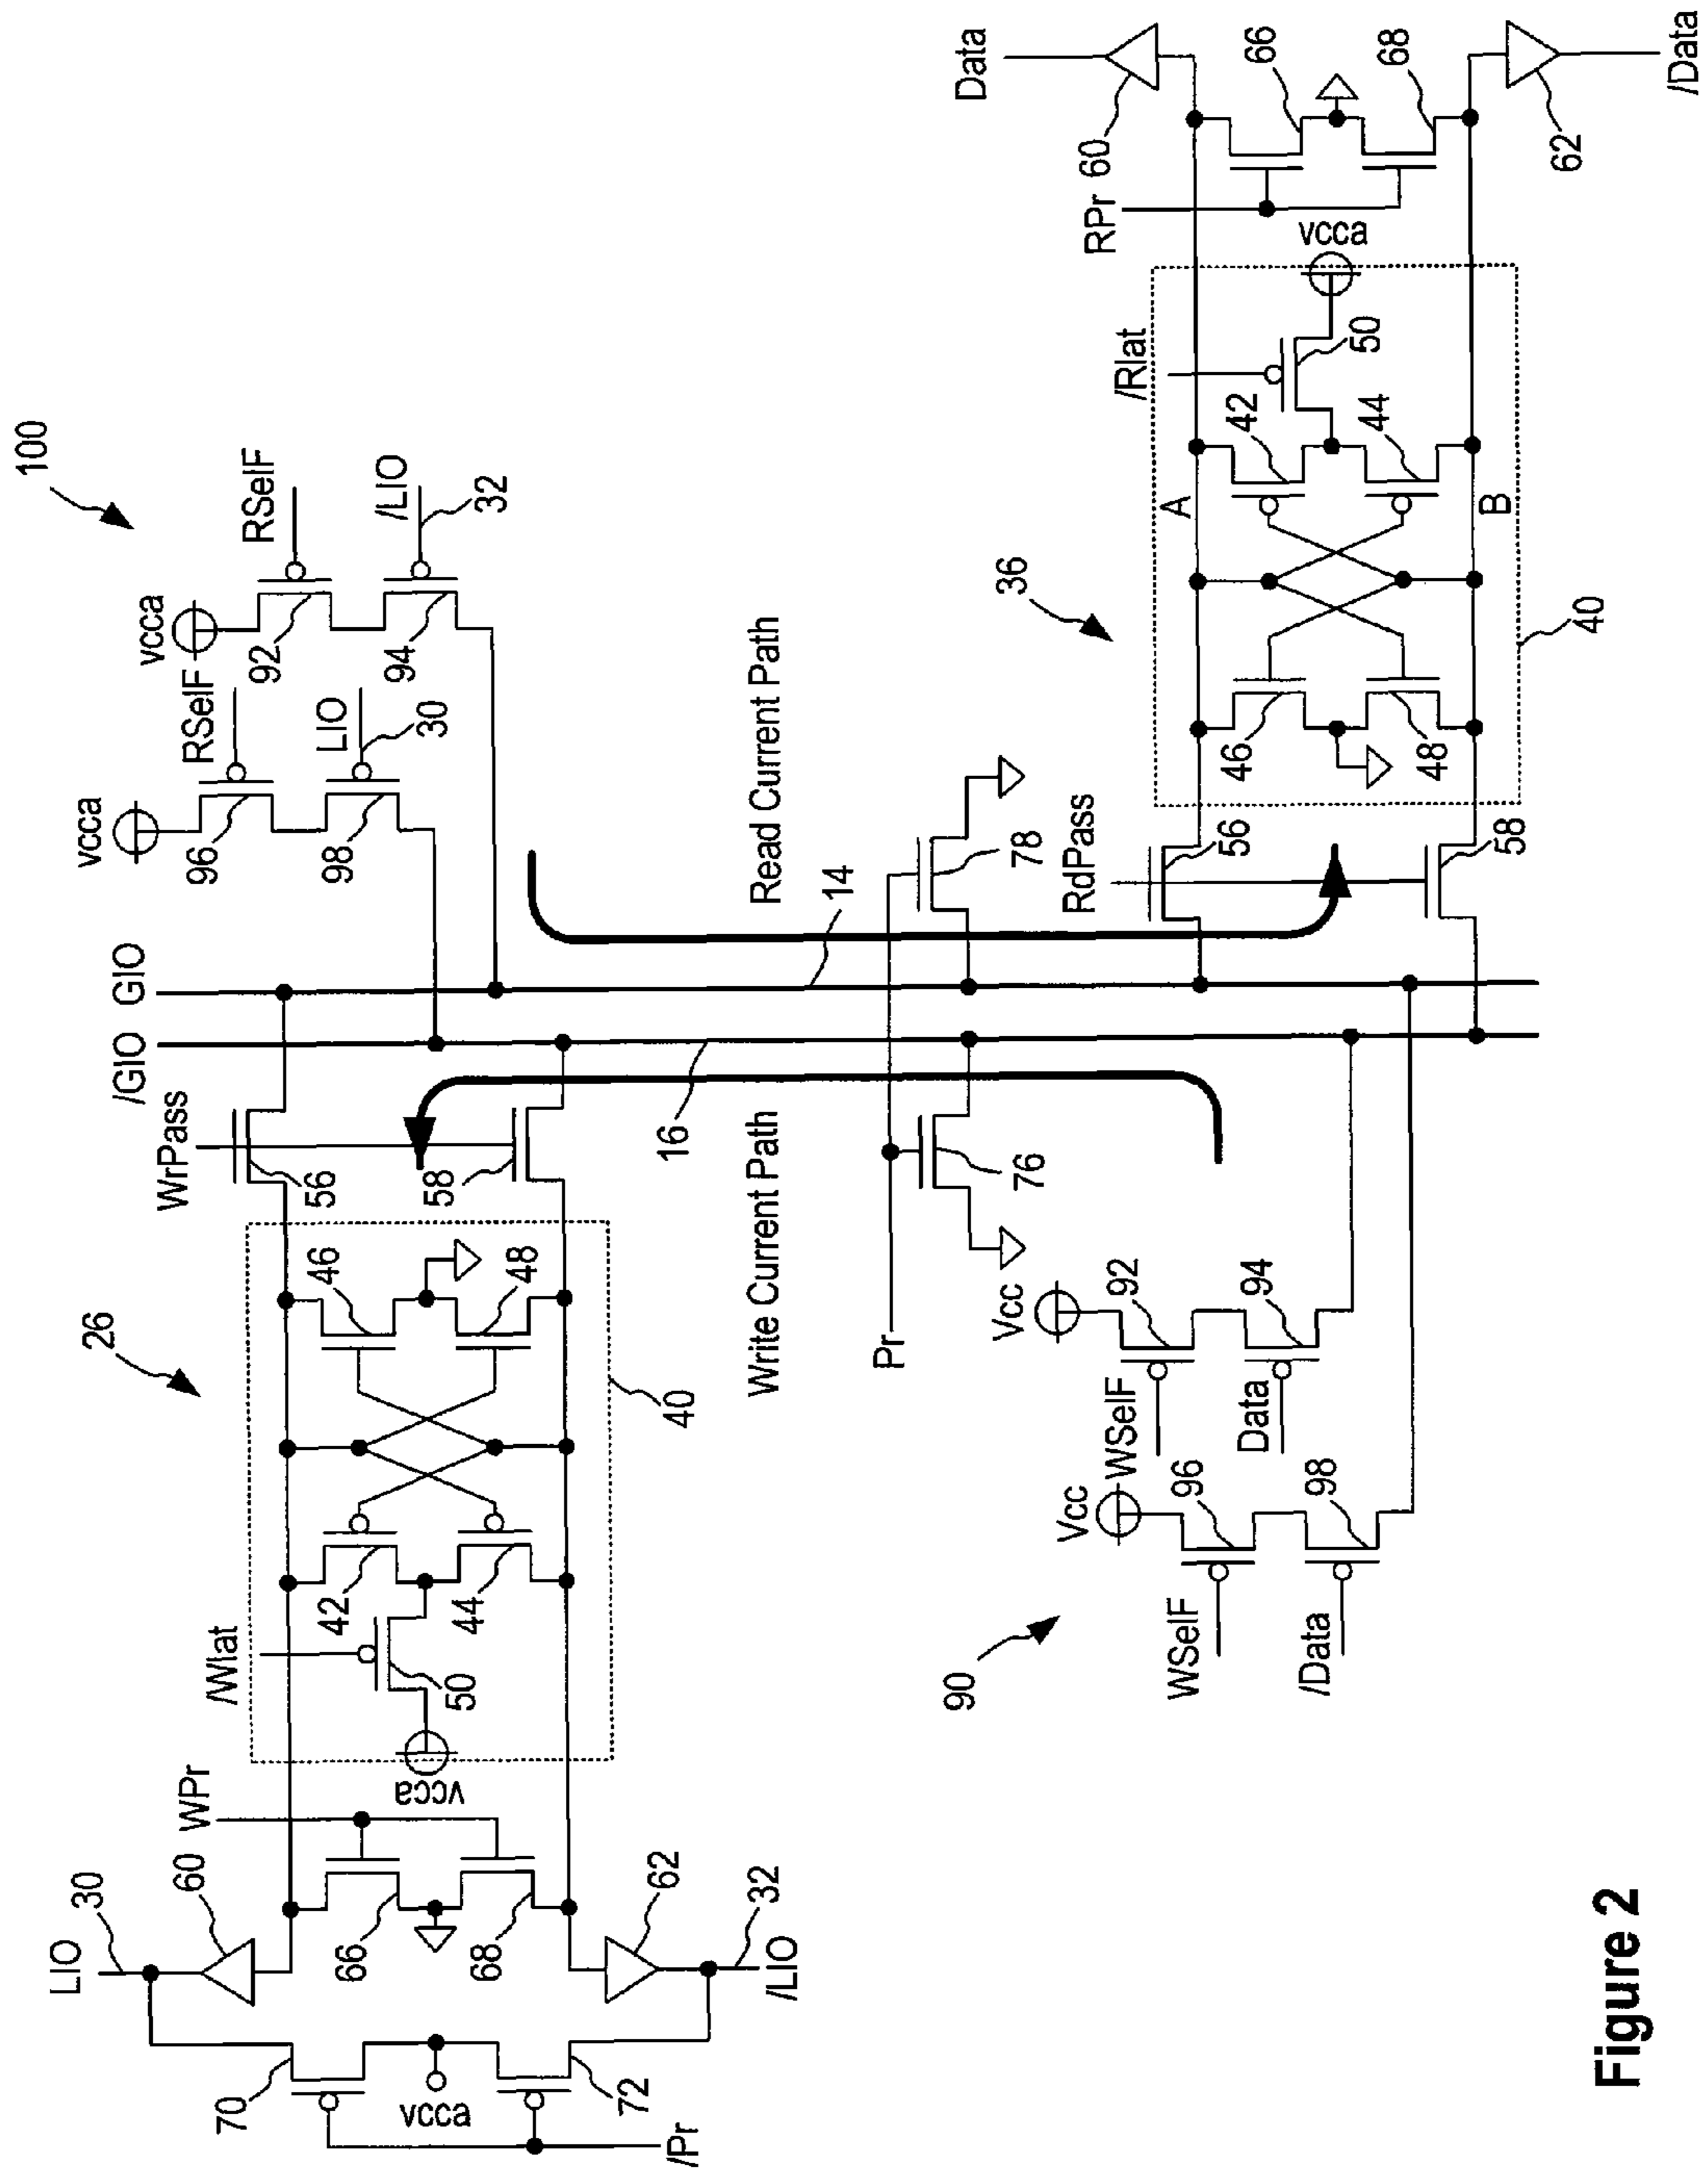 100
RSelF
/LIO
32
vcca
92
94
RSelF
LIO
30
vcca
96
98
/GIO
GIO
WrPass
56
58
26
46
48
40
42
44
/Wlat
50
vcca
WPr
66
68
LIO
30
60
62
32
/LIO
70
72
vcca
/Pr
Read Current Path
14
Write Current Path
16
78
76
Pr
RdPass
56
58
36
46
48
40
A
B
42
44
/Rlat
50
vcca
RPr
60
66
68
62
Data
/Data
90
Vcc
WSelF
92
Data
94
Vcc
WSelF
96
/Data
98
Figure 2